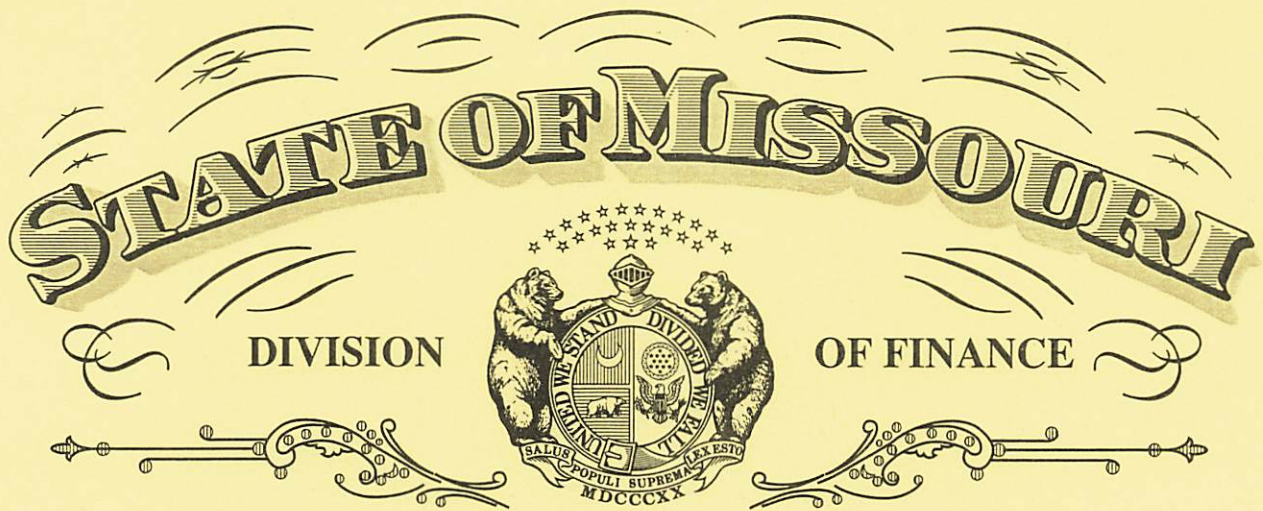 STATE OF MISSOURI
DIVISION
OF FINANCE
UNITED WE STAND DIVIDED WE FALL
SALUS POPULI SUPREMA LEX ESTO
MDCCCXX